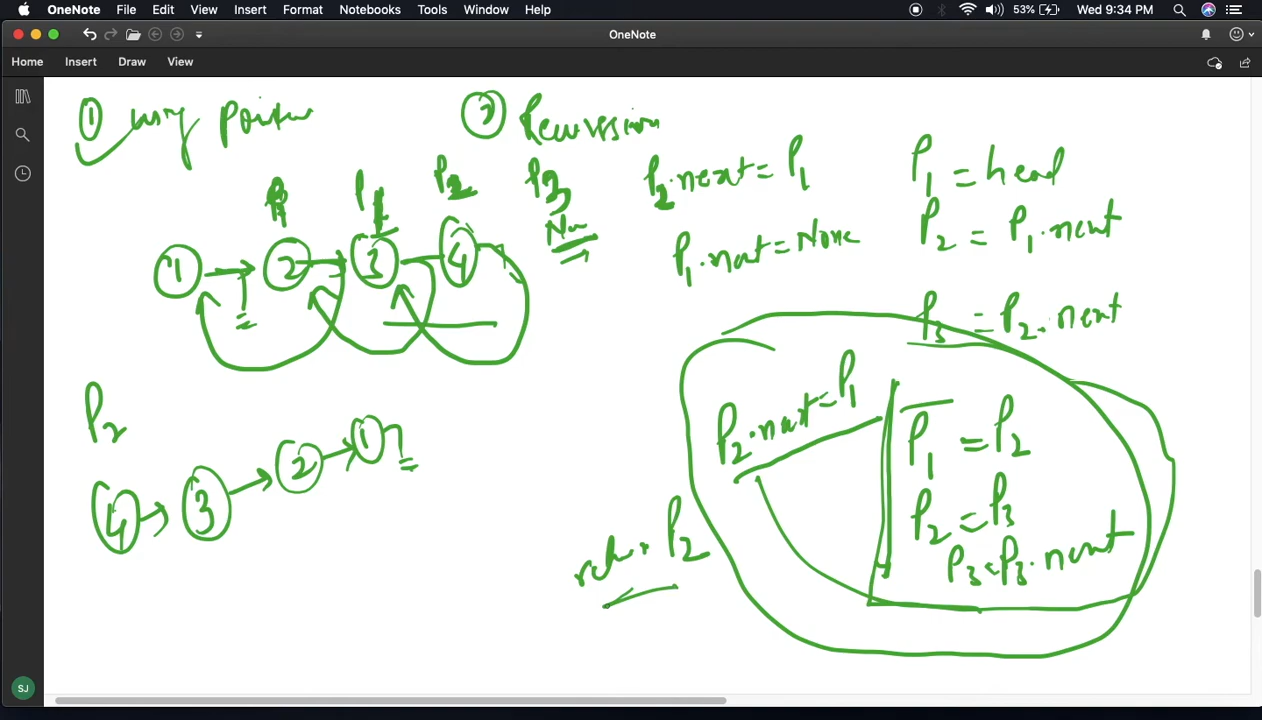 OneNote File Edit View Insert Format Notebooks Tools Window Help 53% Wed 9:34 PM
OneNote
Home Insert Draw View
① using pointer ② Recursion
P1 P2 P3
None
P2.next = P1
P1.next = None
P1 = head
P2 = P1.next
P3 = P2.next
1 2 3 4
P2.next = P1
P1 = P2
P2 = P3
P3 = P3.next
return P2
P2
4 3 2 1
SJ